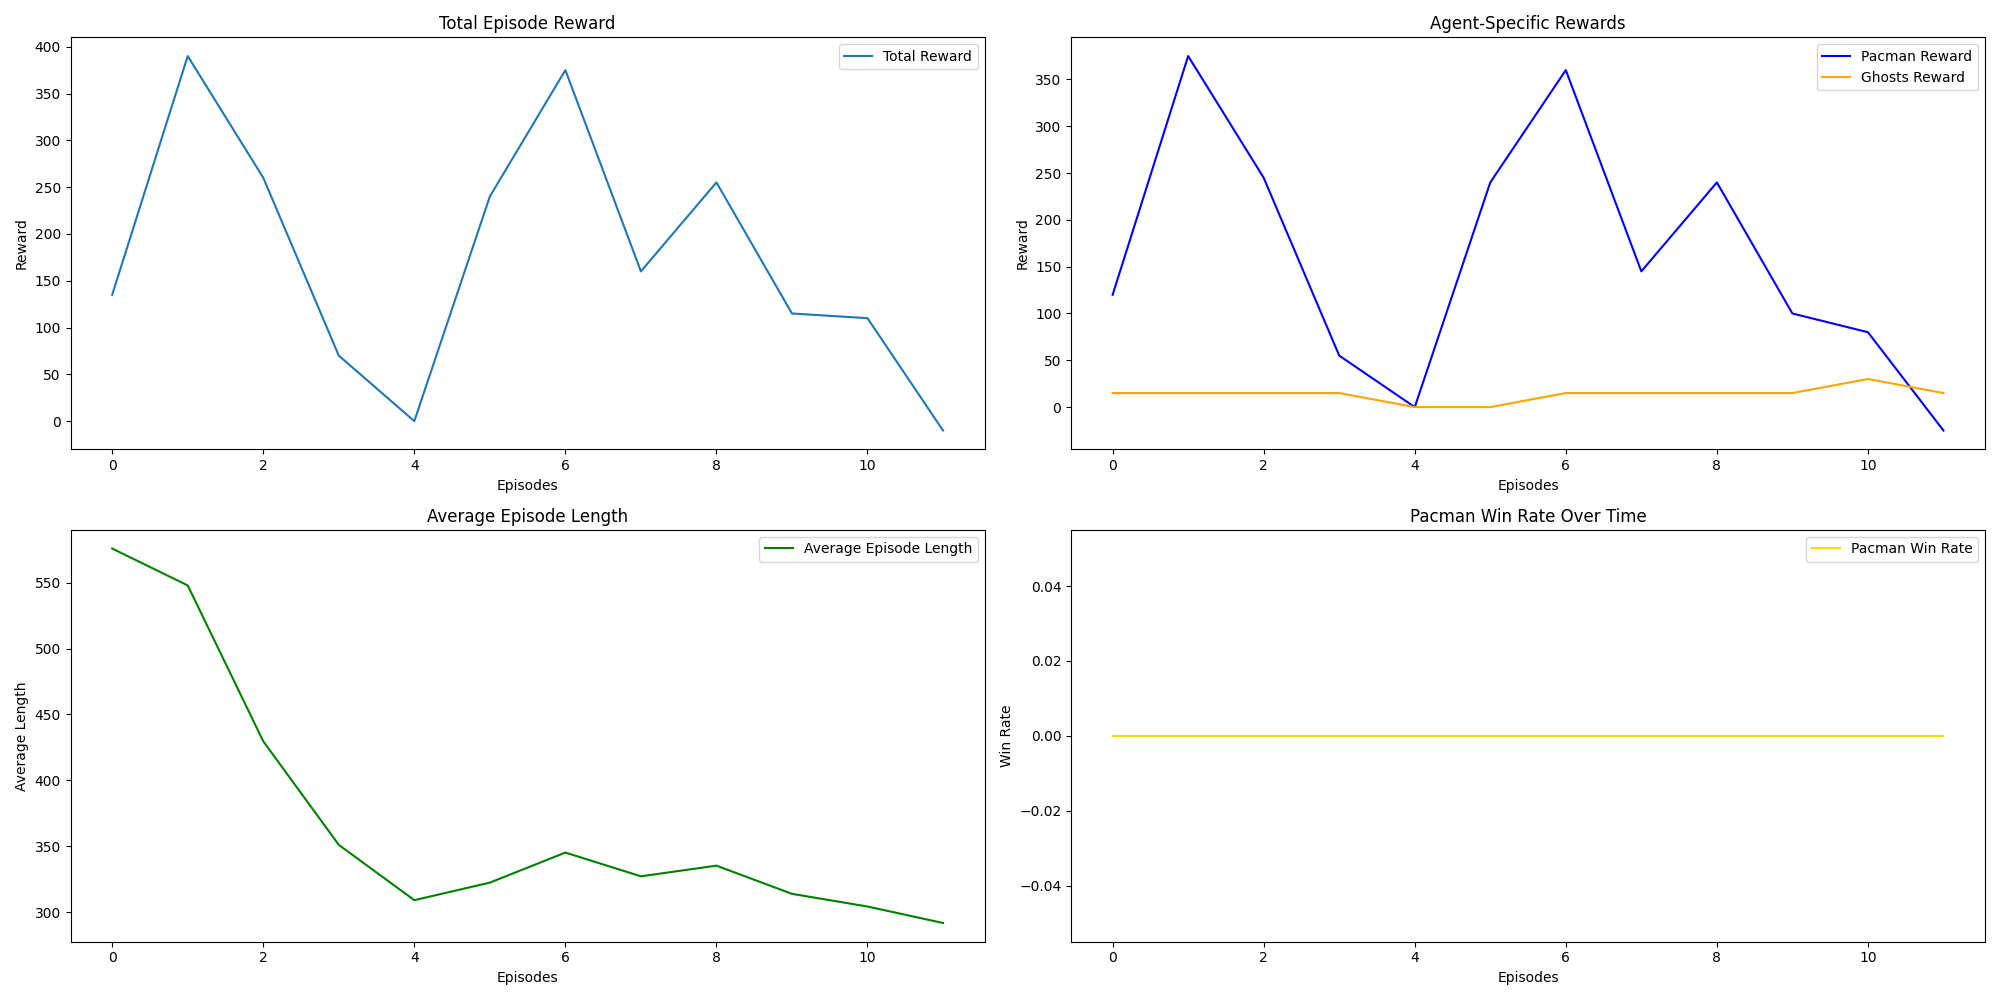 Total Episode Reward
400
350
300
250
200
150
100
50
0
Reward
Total Reward
0 2 4 6 8 10
Episodes
Agent-Specific Rewards
350
300
250
200
150
100
50
0
Reward
Pacman Reward
Ghosts Reward
0 2 4 6 8 10
Episodes
Average Episode Length
550
500
450
400
350
300
Average Length
Average Episode Length
0 2 4 6 8 10
Episodes
Pacman Win Rate Over Time
0.04
0.02
0.00
−0.02
−0.04
Win Rate
Pacman Win Rate
0 2 4 6 8 10
Episodes